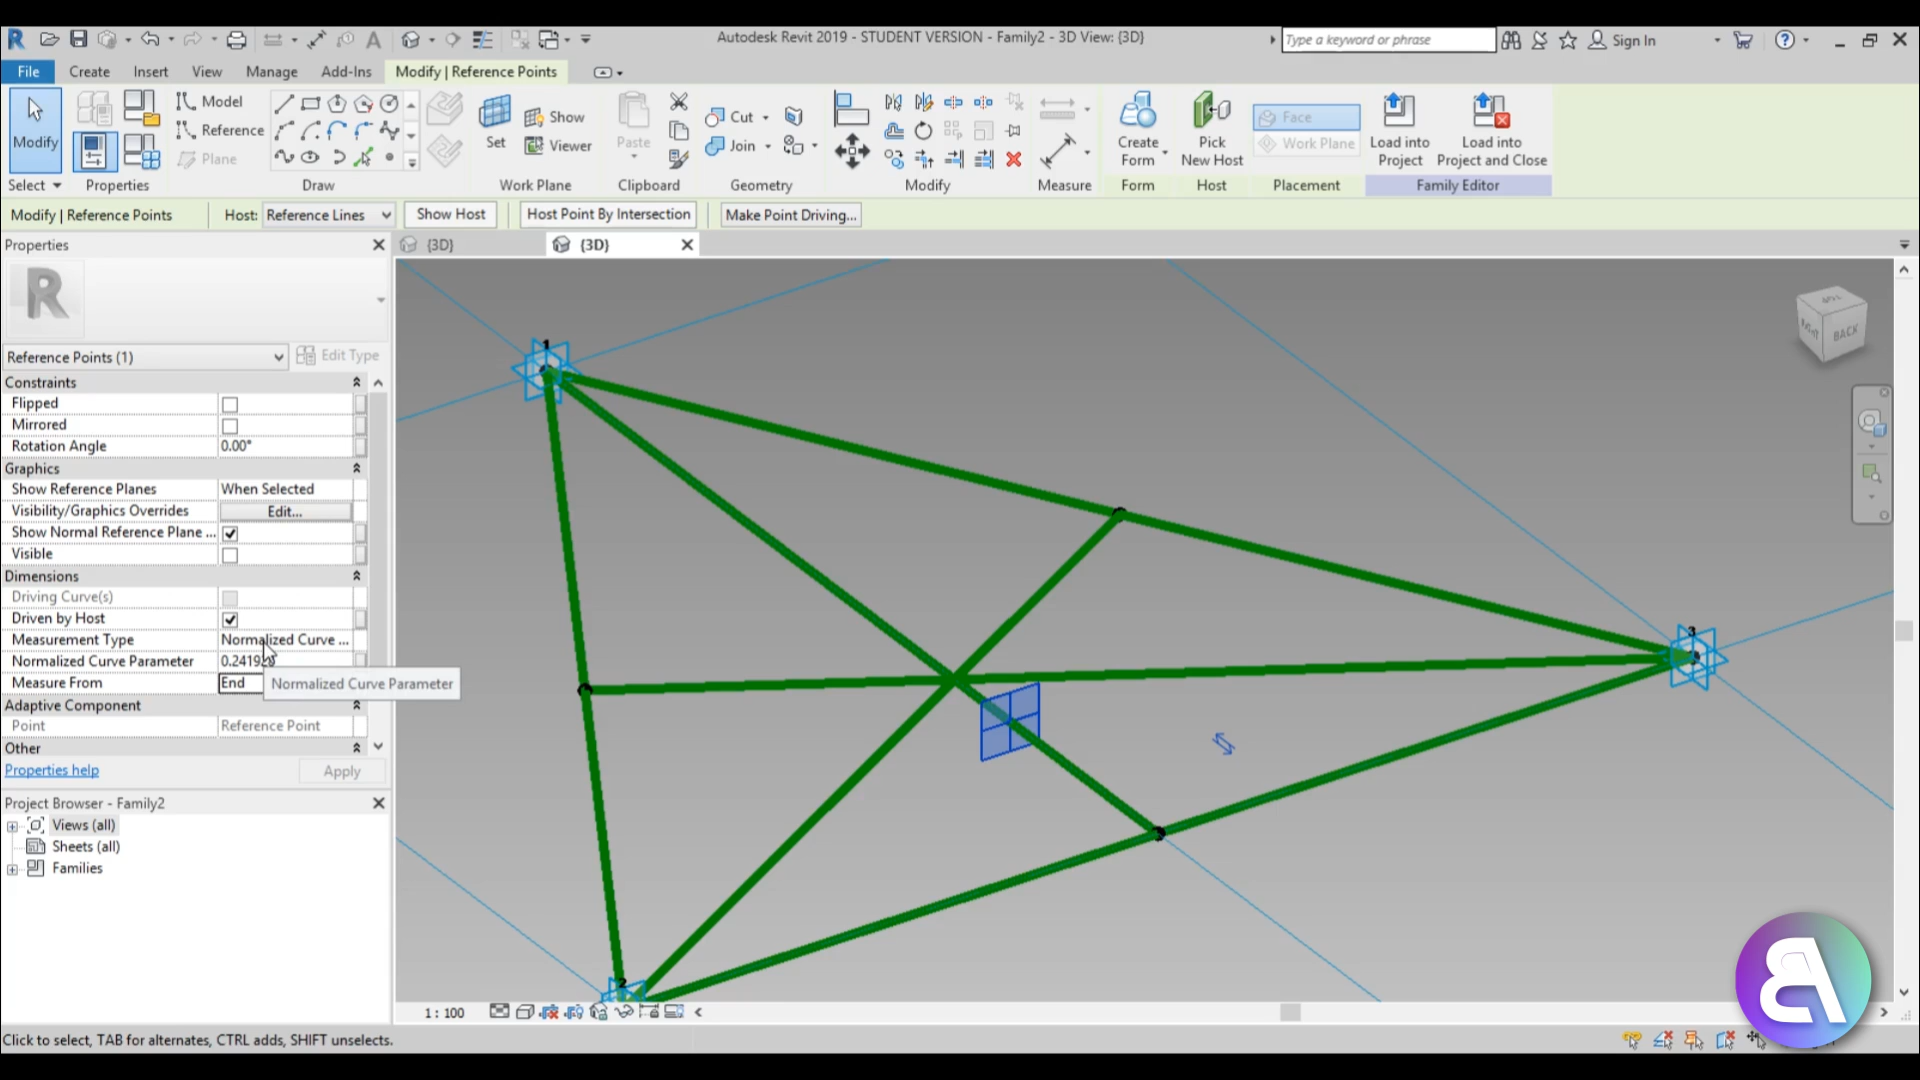 Autodesk Revit 2019 - STUDENT VERSION - Family2 - 3D View: {3D}
Type a keyword or phrase
Sign In
File
Create
Insert
View
Manage
Add-Ins
Modify | Reference Points
Modify
Select
Properties
Model
Reference
Plane
Draw
Set
Show
Viewer
Work Plane
Paste
Clipboard
Cut
Join
Geometry
Modify
Measure
Create
Form
Form
Pick
New Host
Host
Face
Work Plane
Placement
Load into
Project
Load into
Project and Close
Family Editor
Modify | Reference Points
Host: Reference Lines
Show Host
Host Point By Intersection
Make Point Driving...
Properties
{3D}
{3D}
Reference Points (1)
Edit Type
Constraints
Flipped
Mirrored
Rotation Angle 0.00°
Graphics
Show Reference Planes When Selected
Visibility/Graphics Overrides Edit...
Show Normal Reference Plane ...
Visible
Dimensions
Driving Curve(s)
Driven by Host
Measurement Type Normalized Curve ...
Normalized Curve Parameter
Measure From End
Normalized Curve Parameter
Adaptive Component
Point Reference Point
Other
Properties help
Apply
Project Browser - Family2
Views (all)
Sheets (all)
Families
1
2
3
BACK
1 : 100
Click to select, TAB for alternates, CTRL adds, SHIFT unselects.